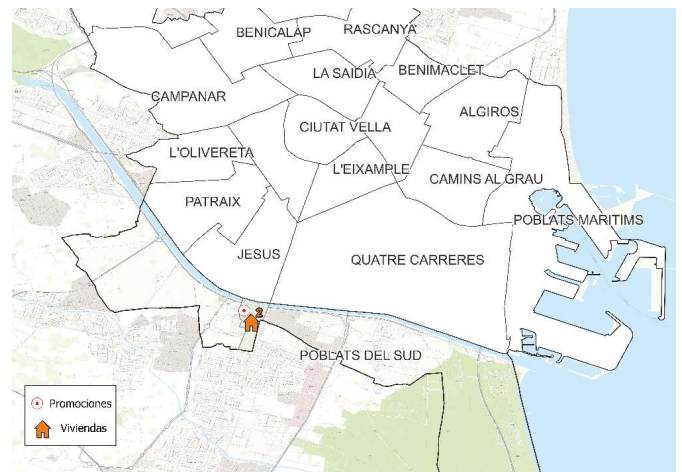 BENICALAP
RASCANYA
LA SAIDIA
BENIMACLET
CAMPANAR
ALGIROS
CIUTAT VELLA
L'OLIVERETA
L'EIXAMPLE
CAMINS AL GRAU
PATRAIX
POBLATS MARITIMS
JESUS
QUATRE CARRERES
2
POBLATS DEL SUD
Promociones
Viviendas